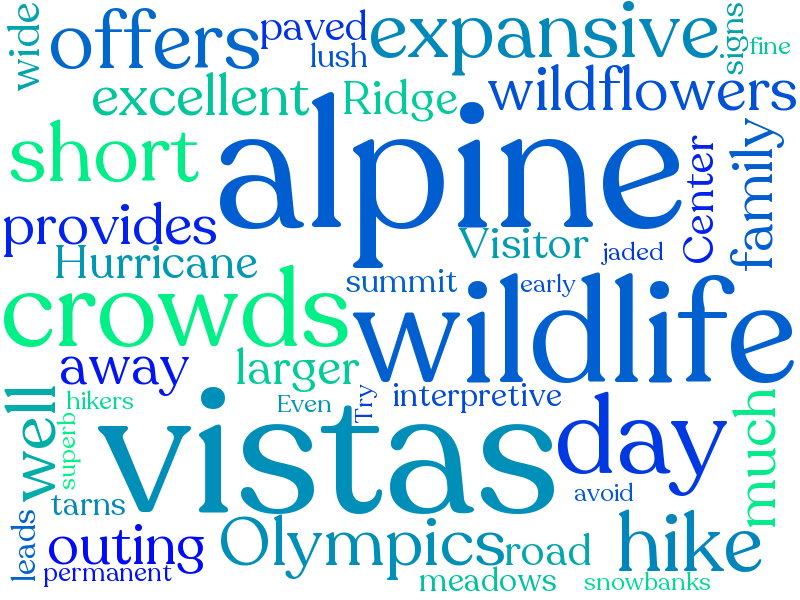 wide
offers
paved
lush
expansive
signs
fine
excellent
Ridge
wildflowers
short
alpine
Center
family
provides
Visitor
jaded
Hurricane
summit
early
crowds
wildlife
away
larger
interpretive
hikers
Even
Try
well
superb
vistas
day
much
tarns
avoid
leads
outing
Olympics
road
hike
permanent
meadows
snowbanks